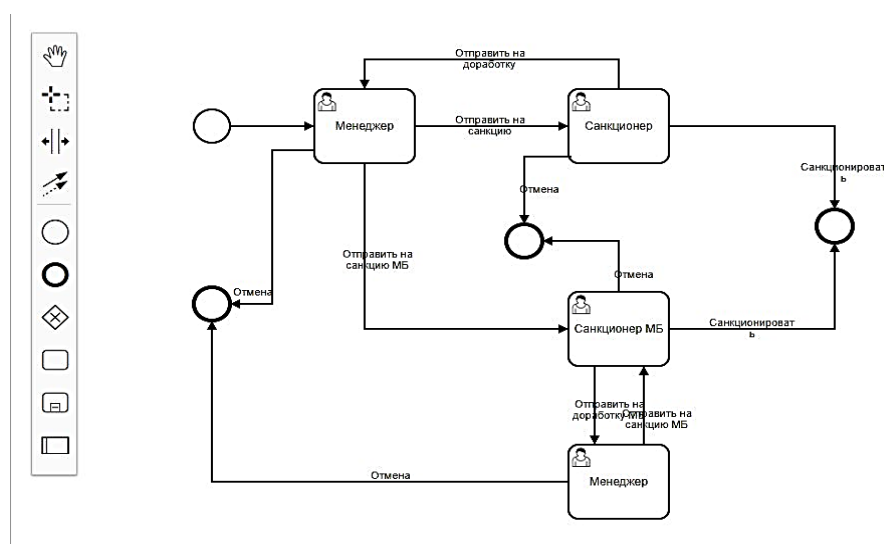 Отправить на
доработку
Менеджер
Отправить на
санкцию
Санкционер
Санкционироват
ь
Отмена
Отправить на
санкцию МБ
Отмена
Отмена
Санкционер МБ
Санкционироват
ь
Отправить на
доработку МБ
Отправить на
санкцию МБ
Отмена
Менеджер